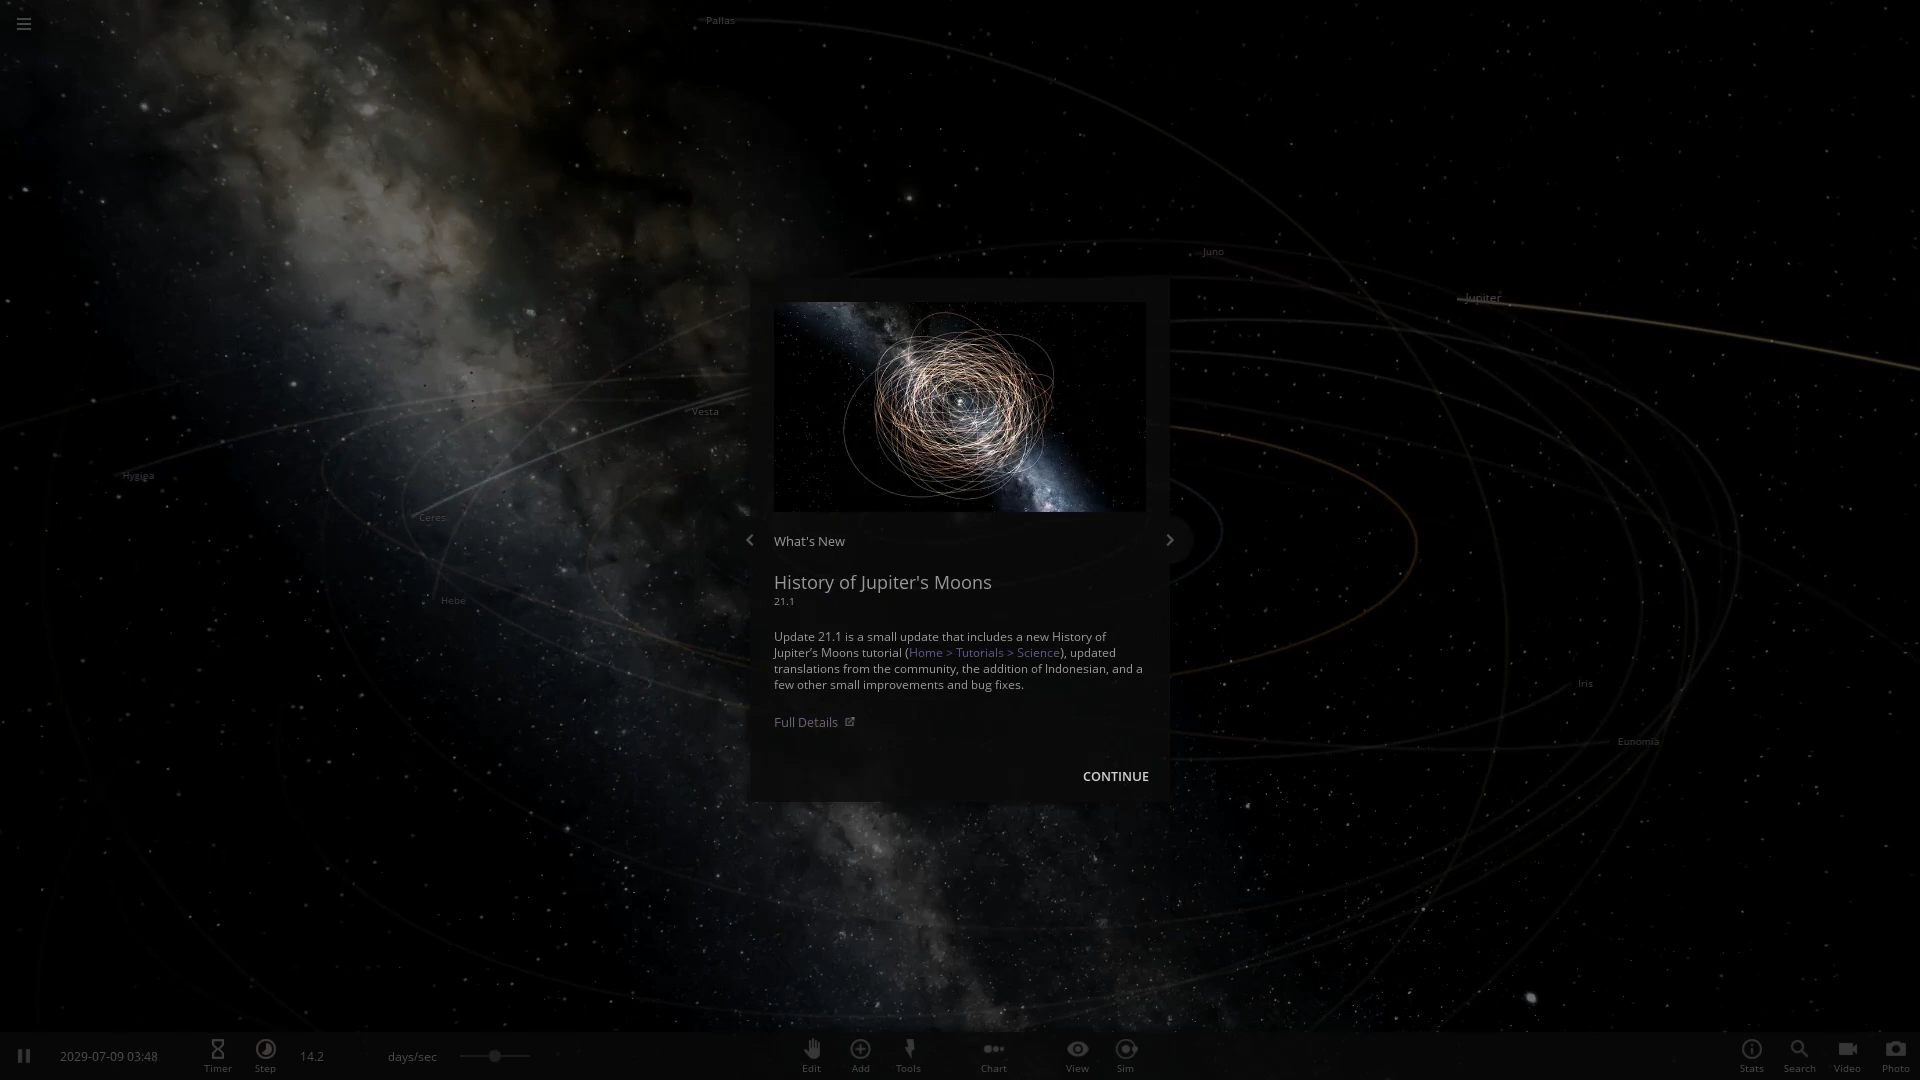 Pallas
Juno
Jupiter
Vesta
Hygiea
Ceres
What's New
History of Jupiter's Moons
21.1
Hebe
Update 21.1 is a small update that includes a new History of
Jupiter’s Moons tutorial (Home > Tutorials > Science), updated
translations from the community, the addition of Indonesian, and a
few other small improvements and bug fixes.
Iris
Full Details
Eunomia
CONTINUE
2029-07-09 03:48
Timer
Step
14.2
days/sec
Edit
Add
Tools
Chart
View
Sim
Stats
Search
Video
Photo